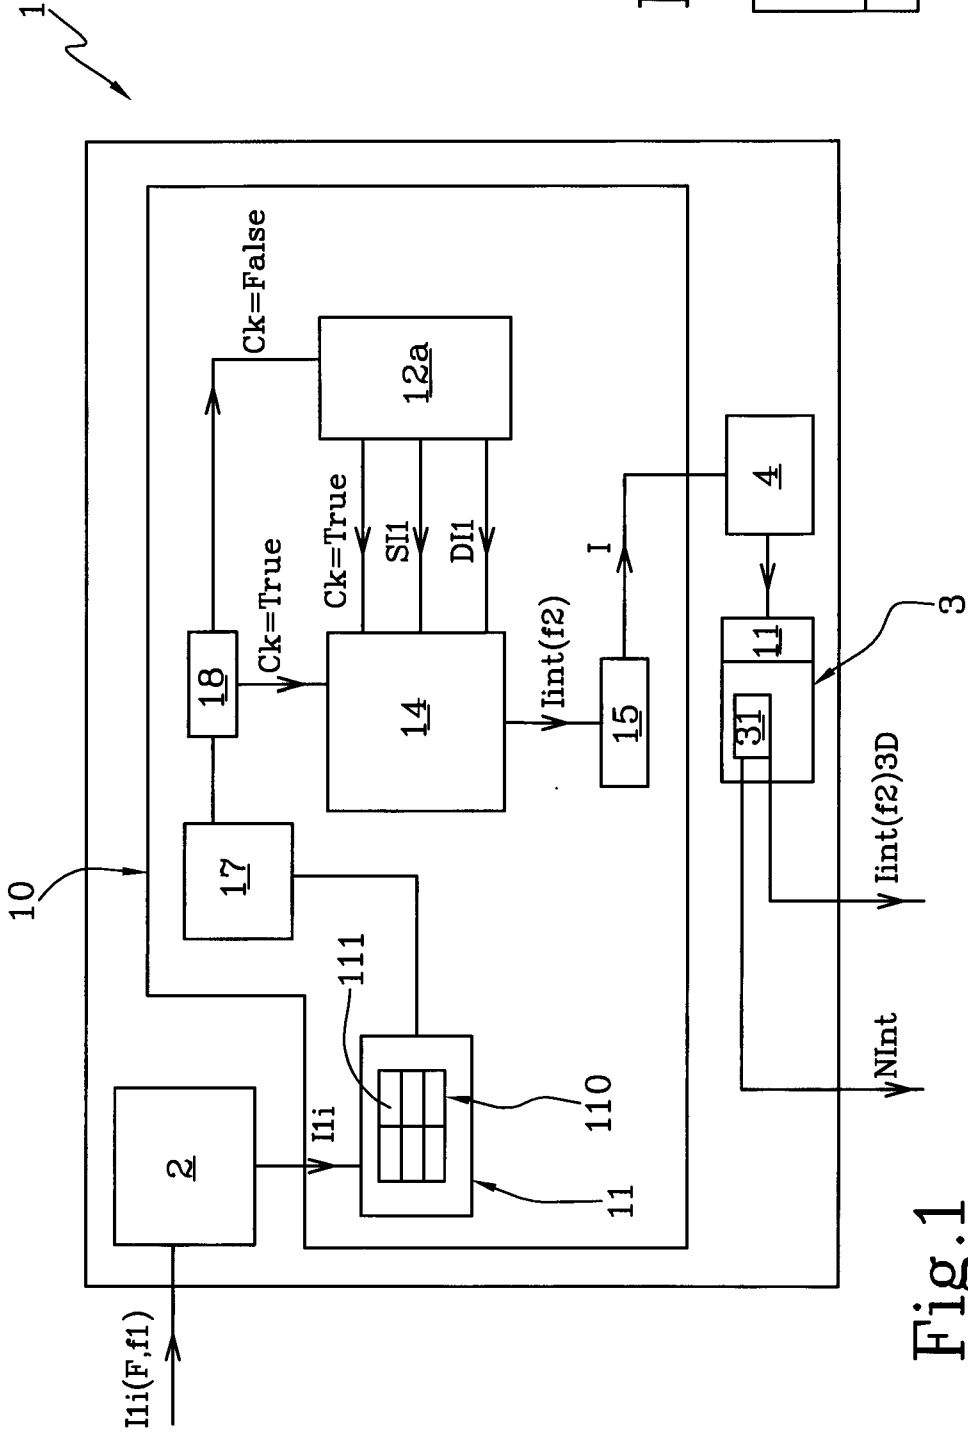 1
10
I1i(F,f1)
2
I1i
11
110
111
17
18
Ck=True
Ck=False
14
Ck=True
SI1
DI1
12a
Iint(f2)
15
I
4
11
31
3
NInt
Iint(f2)3D
Fig.1